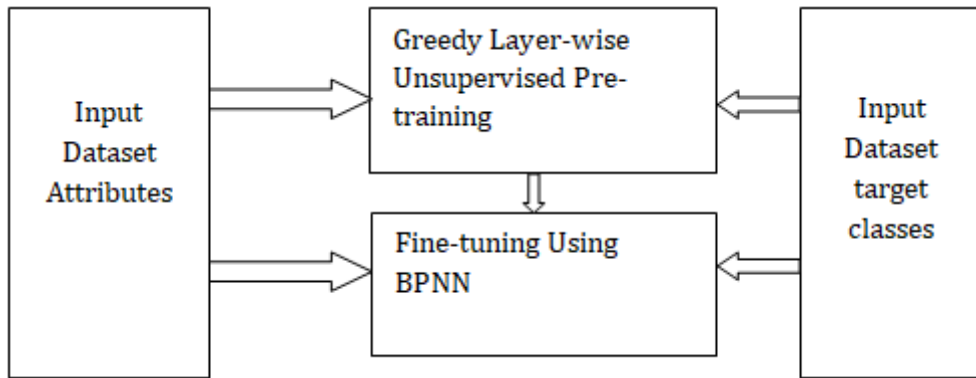 Input
Dataset
Attributes
Greedy Layer-wise
Unsupervised Pre-
training
Fine-tuning Using
BPNN
Input
Dataset
target
classes